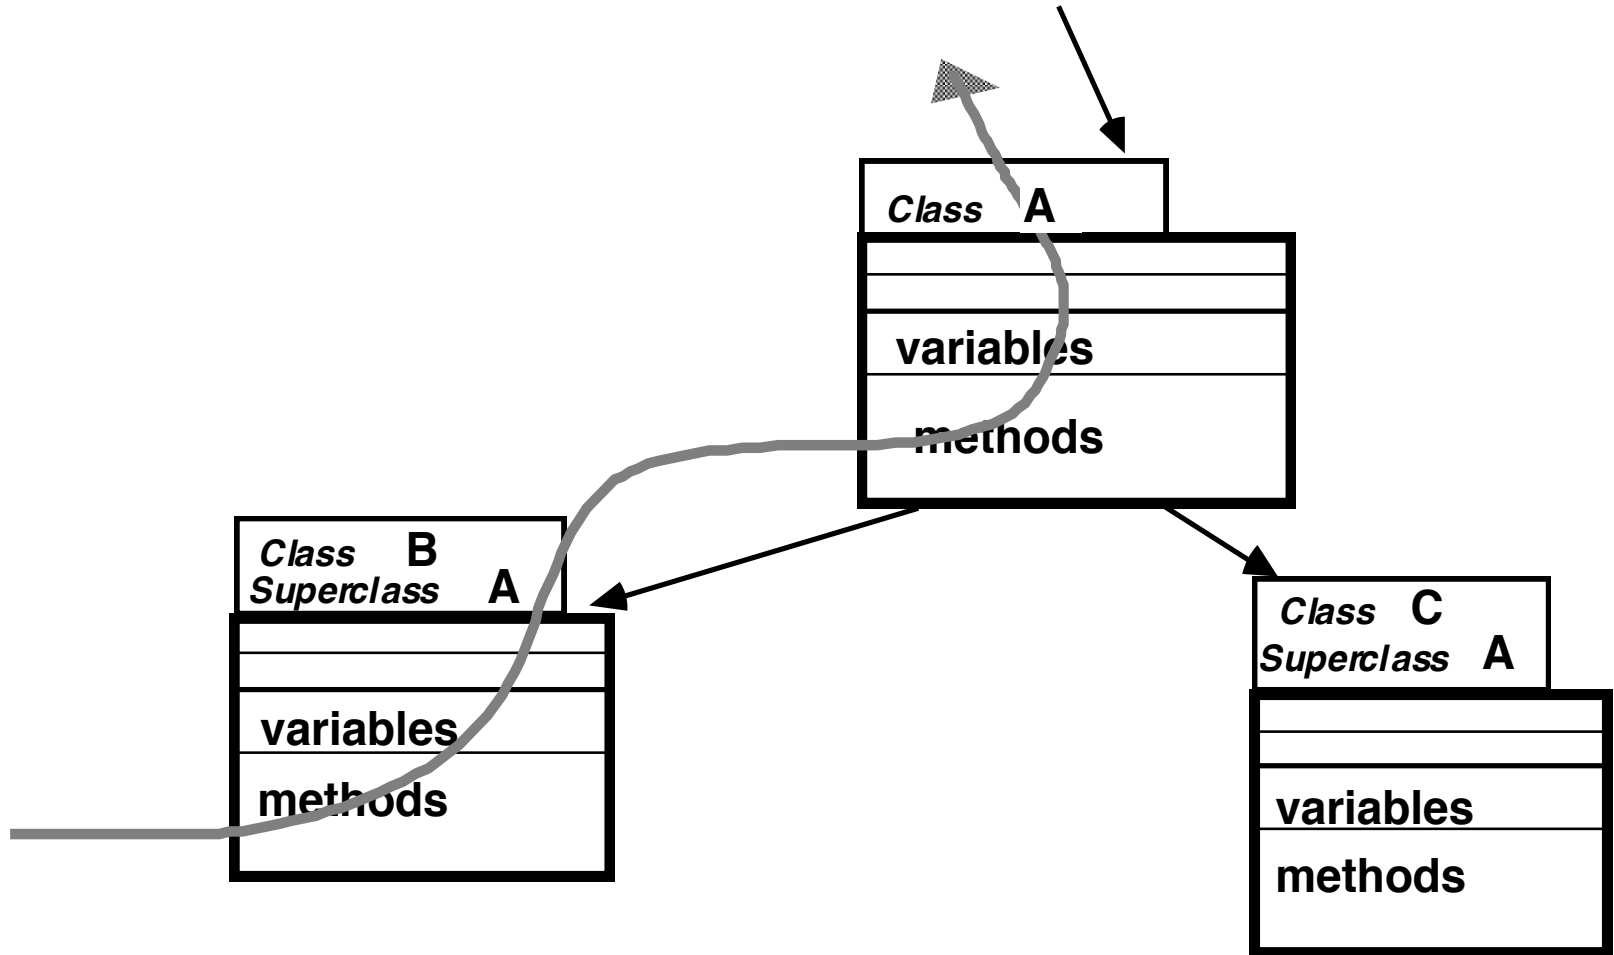 Class A
variables
methods
Class B
Superclass A
variables
methods
Class C
Superclass A
variables
methods